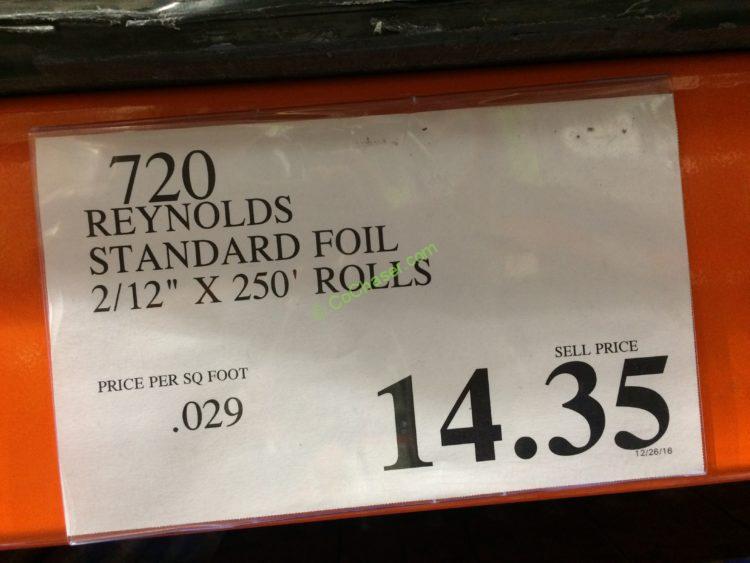 720
REYNOLDS
STANDARD FOIL
2/12" X 250' ROLLS
© CoChaser.com
PRICE PER SQ FOOT
.029
SELL PRICE
14.35
12/26/16